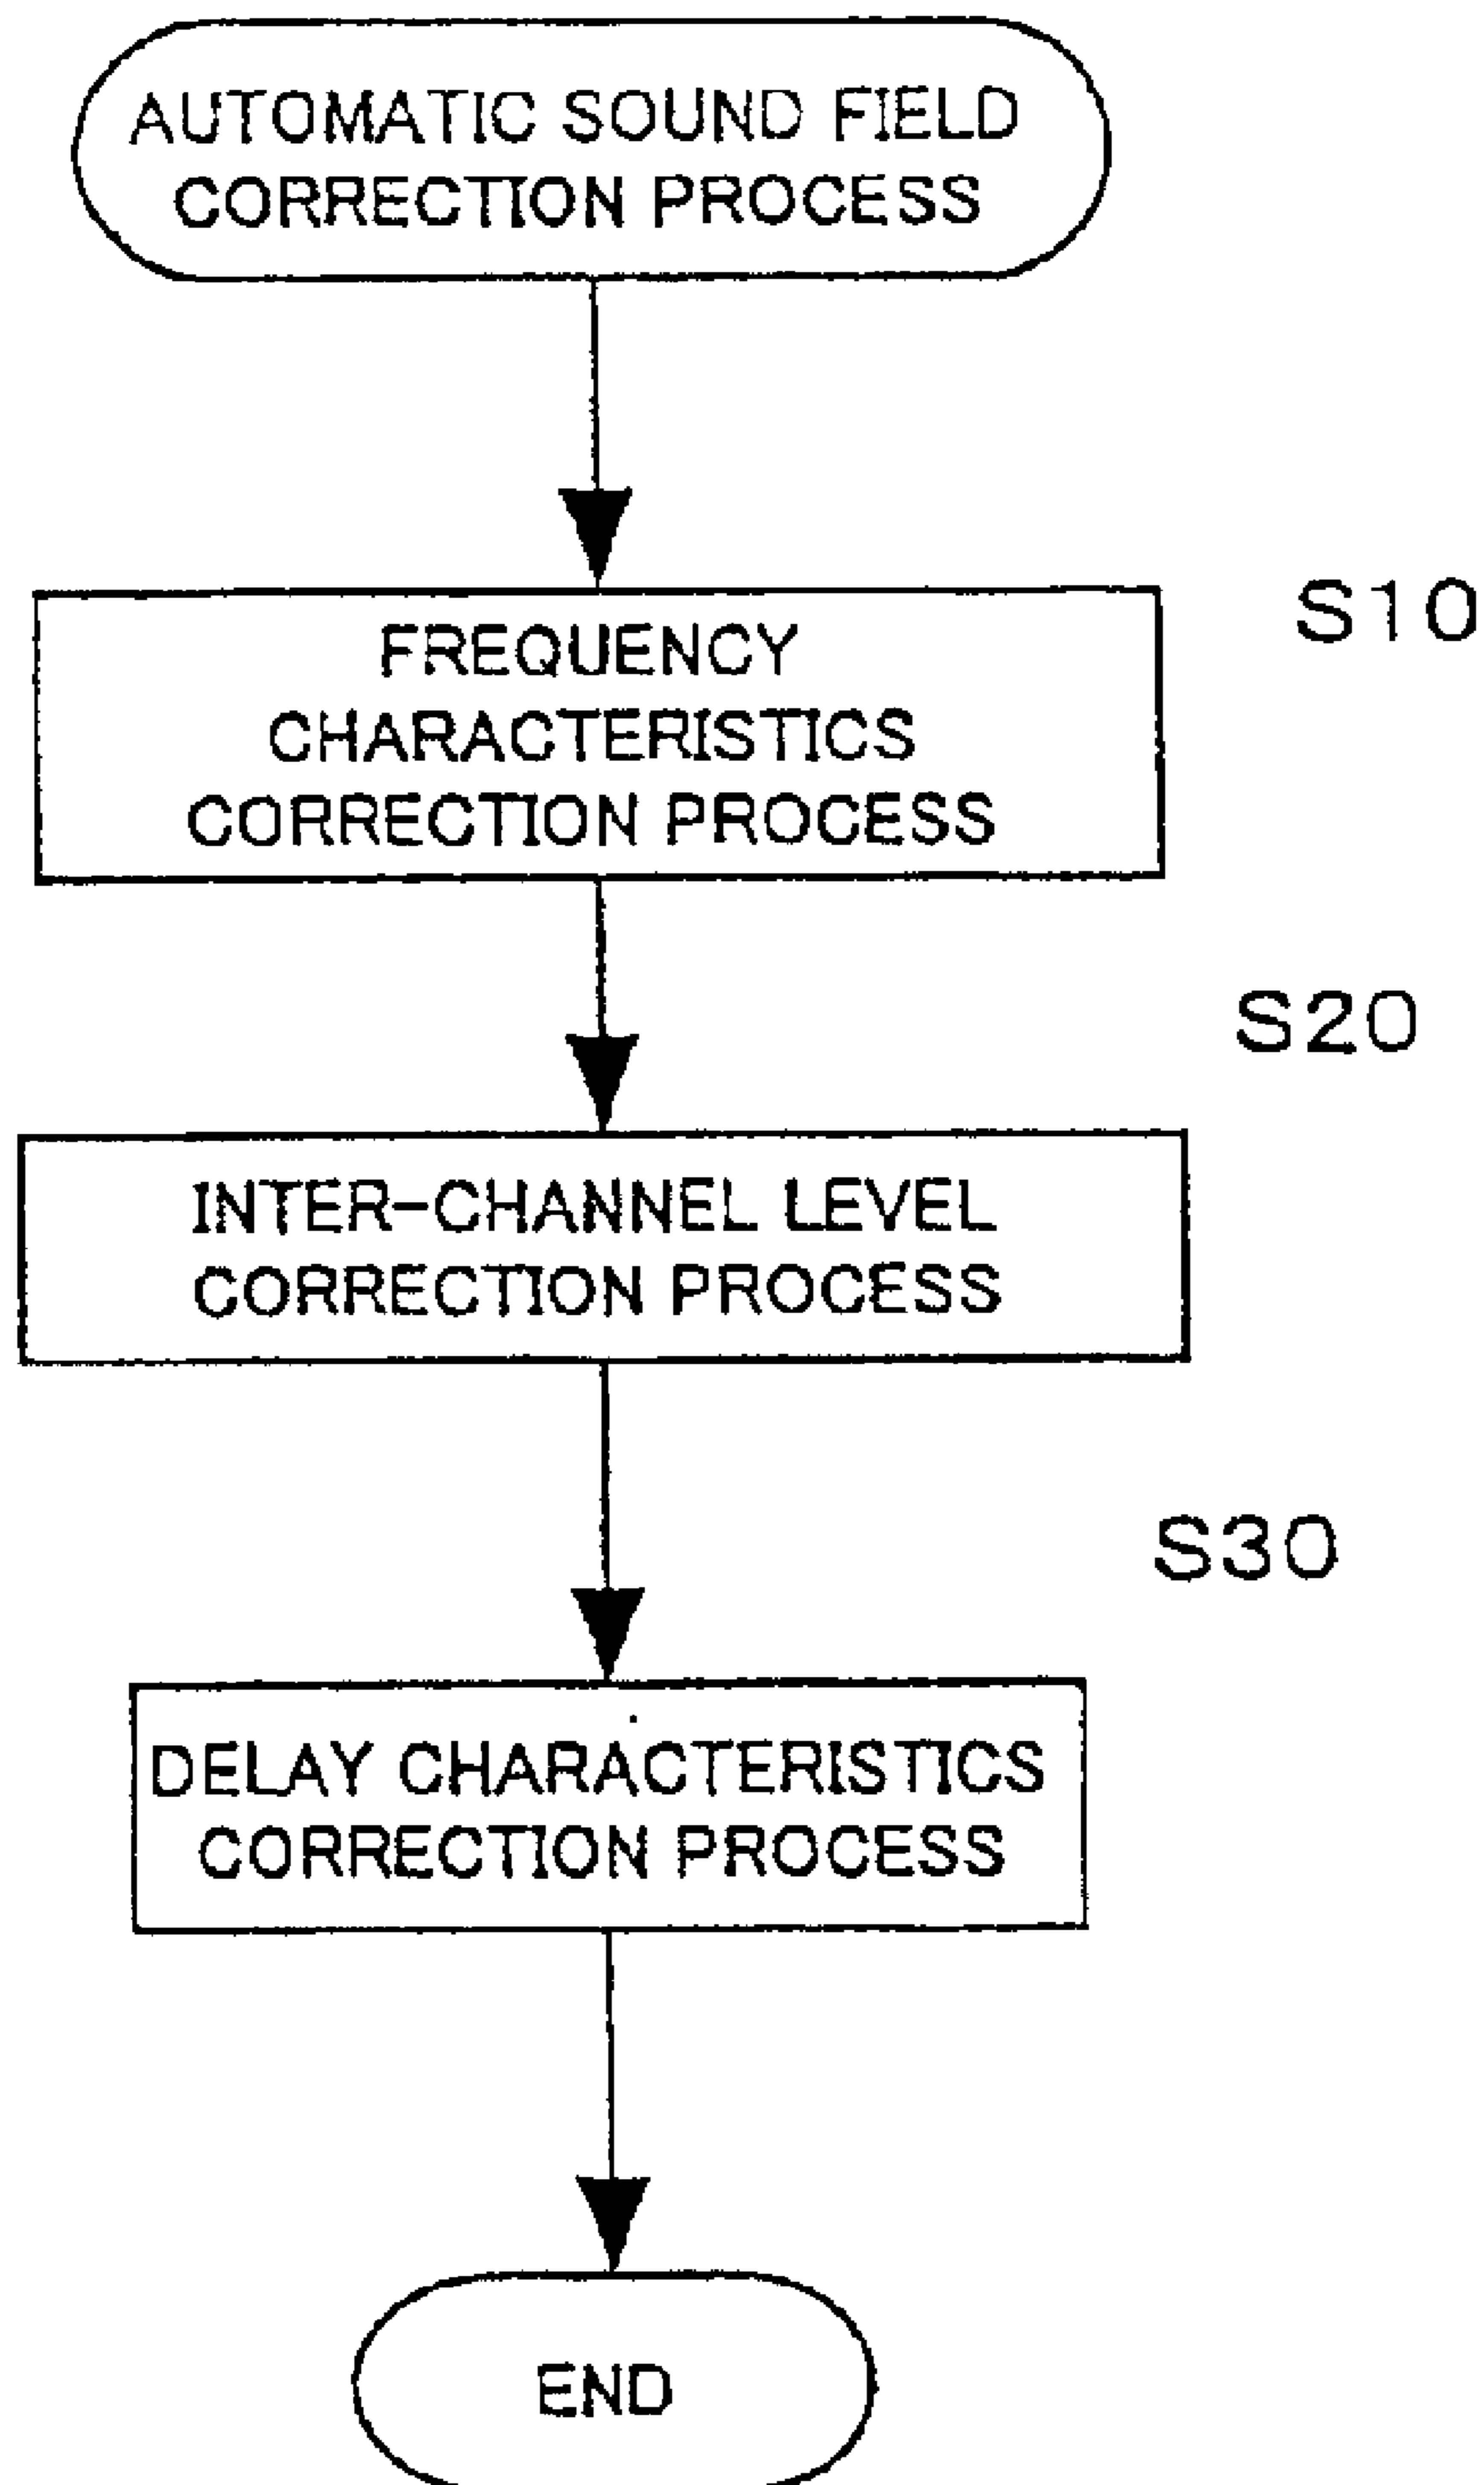 AUTOMATIC SOUND FIELD
CORRECTION PROCESS
S10
FREQUENCY
CHARACTERISTICS
CORRECTION PROCESS
S20
INTER-CHANNEL LEVEL
CORRECTION PROCESS
S30
DELAY CHARACTERISTICS
CORRECTION PROCESS
END